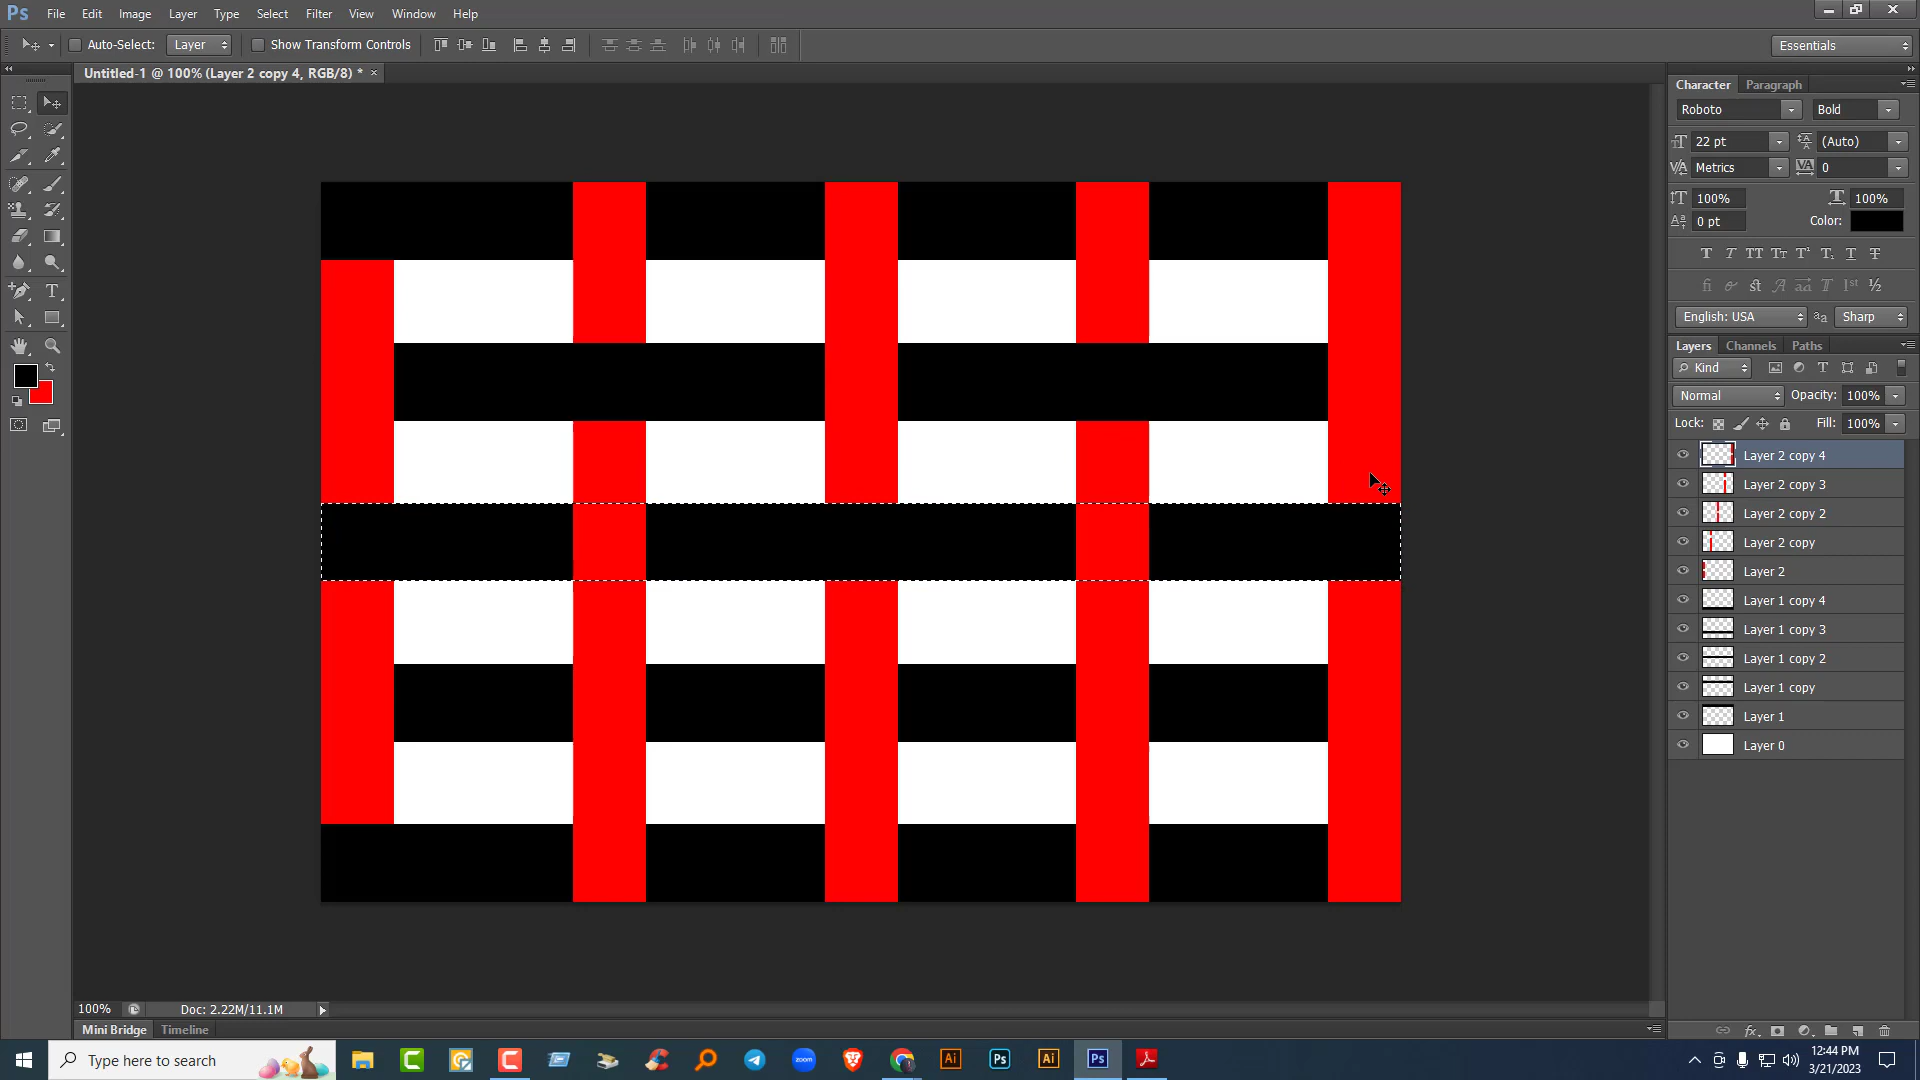 Ps File Edit Image Layer Type Select Filter View Window Help
Auto-Select: Layer Show Transform Controls Essentials
Untitled-1 @ 100% (Layer 2 copy 4, RGB/8) * ×
Character Paragraph
Roboto Bold
22 pt (Auto)
Metrics 0
100% 100%
0 pt Color:
English: USA Sharp
Layers Channels Paths
Kind
Normal Opacity: 100%
Lock: Fill: 100%
Layer 2 copy 4
Layer 2 copy 3
Layer 2 copy 2
Layer 2 copy
Layer 2
Layer 1 copy 4
Layer 1 copy 3
Layer 1 copy 2
Layer 1 copy
Layer 1
Layer 0
100% Doc: 2.22M/11.1M
Mini Bridge Timeline
Type here to search
zoom Ai Ps Ai Ps
12:44 PM
3/21/2023